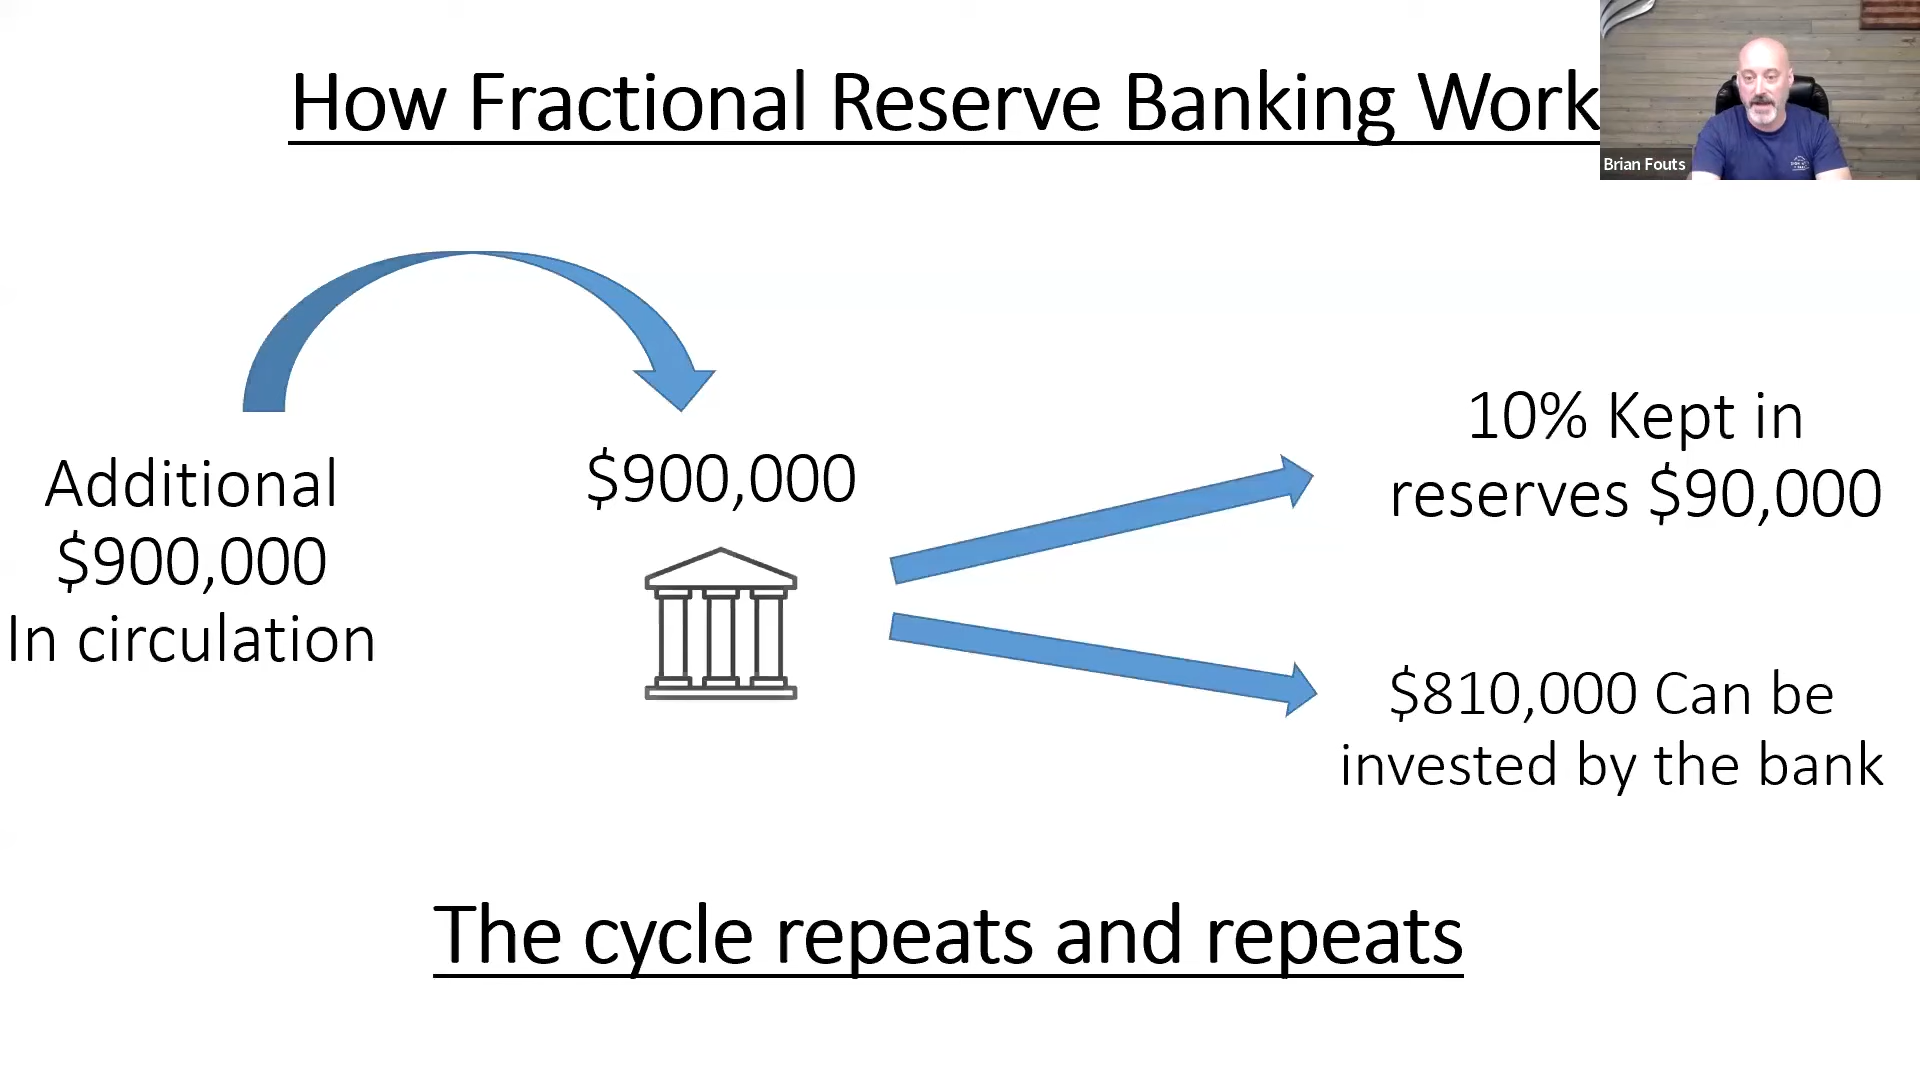 How Fractional Reserve Banking Work
Brian Fouts
Additional
$900,000
In circulation
$900,000
10% Kept in
reserves $90,000
$810,000 Can be
invested by the bank
The cycle repeats and repeats